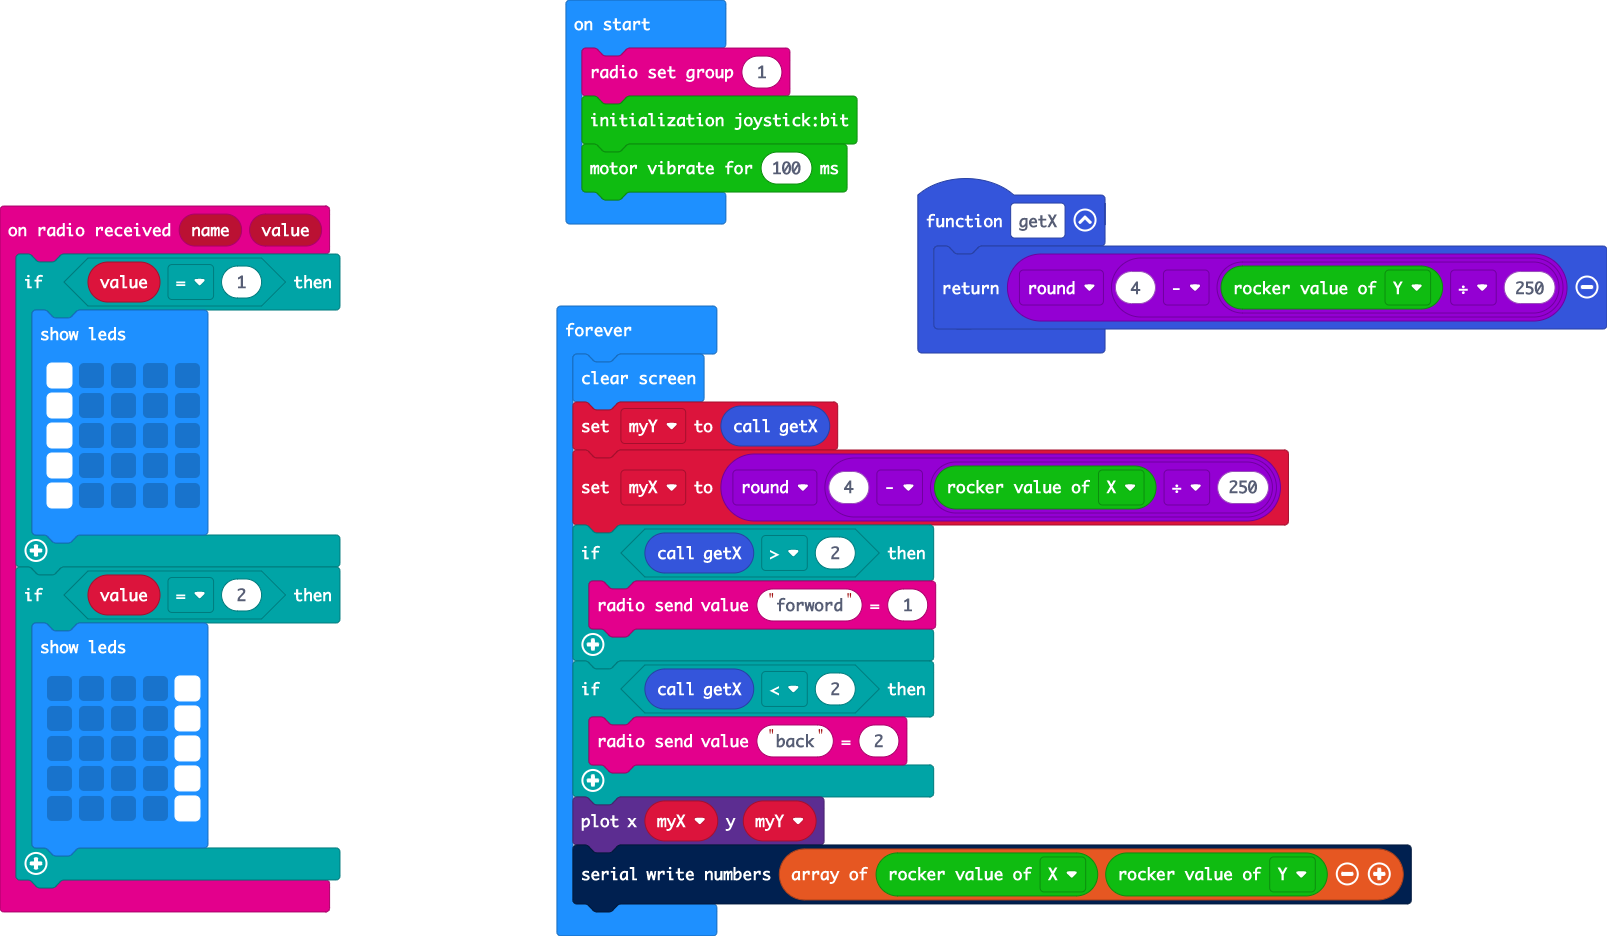 on start
radio set group 1
initialization joystick:bit
motor vibrate for 100 ms
function getX
return round 4 - rocker value of Y ÷ 250
on radio received name value
if value = 1 then
show leds
if value = 2 then
show leds
forever
clear screen
set myY to call getX
set myX to round 4 - rocker value of X ÷ 250
if call getX > 2 then
radio send value "forword" = 1
if call getX < 2 then
radio send value "back" = 2
plot x myX y myY
serial write numbers array of rocker value of X rocker value of Y